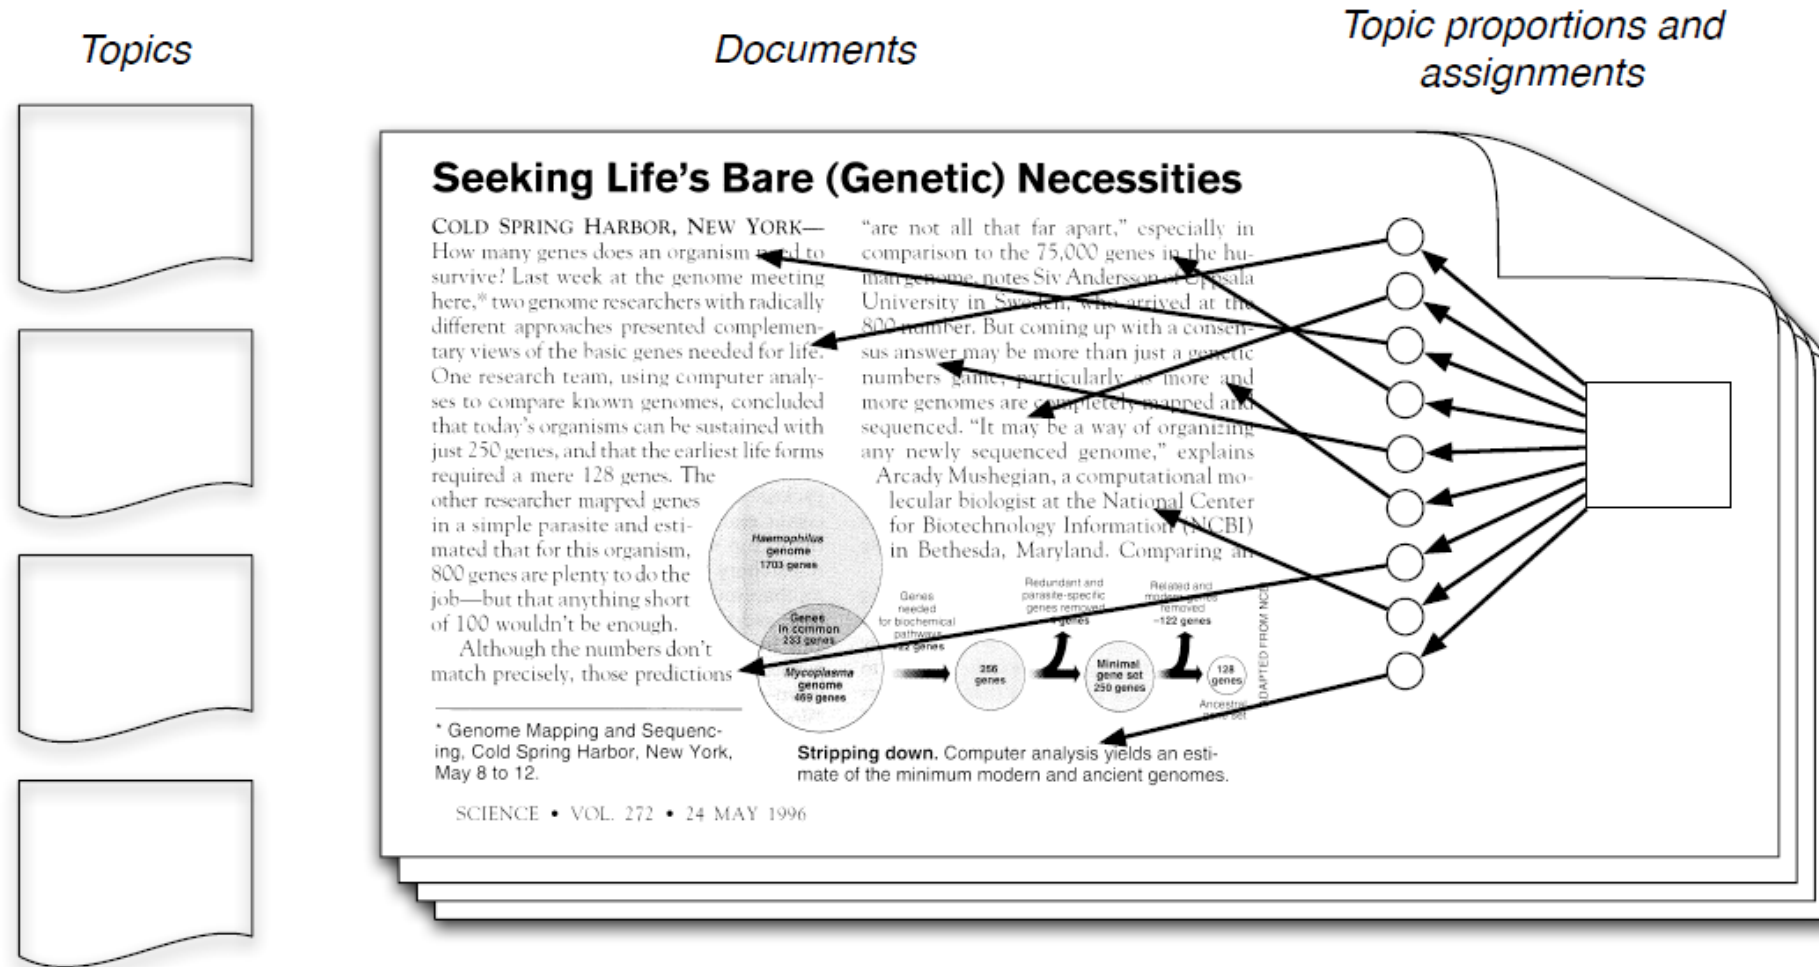 Topics
Documents
Topic proportions and
assignments
Seeking Life's Bare (Genetic) Necessities
COLD SPRING HARBOR, NEW YORK—
How many genes does an organism need to
survive? Last week at the genome meeting
here,* two genome researchers with radically
different approaches presented complemen-
tary views of the basic genes needed for life.
One research team, using computer analy-
ses to compare known genomes, concluded
that today's organisms can be sustained with
just 250 genes, and that the earliest life forms
required a mere 128 genes. The
other researcher mapped genes
in a simple parasite and esti-
mated that for this organism,
800 genes are plenty to do the
job—but that anything short
of 100 wouldn't be enough.
Although the numbers don't
match precisely, those predictions
* Genome Mapping and Sequenc-
ing, Cold Spring Harbor, New York,
May 8 to 12.
"are not all that far apart," especially in
comparison to the 75,000 genes in the hu-
man genome, notes Siv Andersson of Uppsala
University in Sweden, who arrived at the
800 number. But coming up with a consen-
sus answer may be more than just a genetic
numbers game, particularly as more and
more genomes are completely mapped and
sequenced. "It may be a way of organizing
any newly sequenced genome," explains
Arcady Mushegian, a computational mo-
lecular biologist at the National Center
for Biotechnology Information (NCBI)
in Bethesda, Maryland. Comparing an
Haemophilus
genome
1703 genes
Genes
in common
233 genes
Mycoplasma
genome
469 genes
Genes
needed
for biochemical
pathways
genes
256
genes
Redundant and
parasite-specific
genes removed
genes
Minimal
gene set
250 genes
Related and
modern genes
removed
–122 genes
128
genes
Ancestral
gene set
ADAPTED FROM NCBI
Stripping down. Computer analysis yields an esti-
mate of the minimum modern and ancient genomes.
SCIENCE • VOL. 272 • 24 MAY 1996